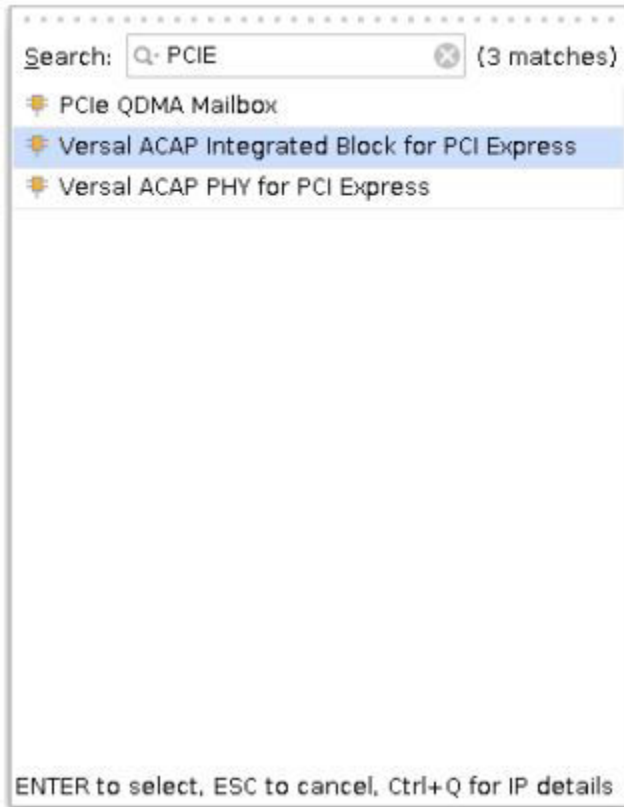 Search: PCIE (3 matches)
PCIe QDMA Mailbox
Versal ACAP Integrated Block for PCI Express
Versal ACAP PHY for PCI Express
ENTER to select, ESC to cancel, Ctrl+Q for IP details